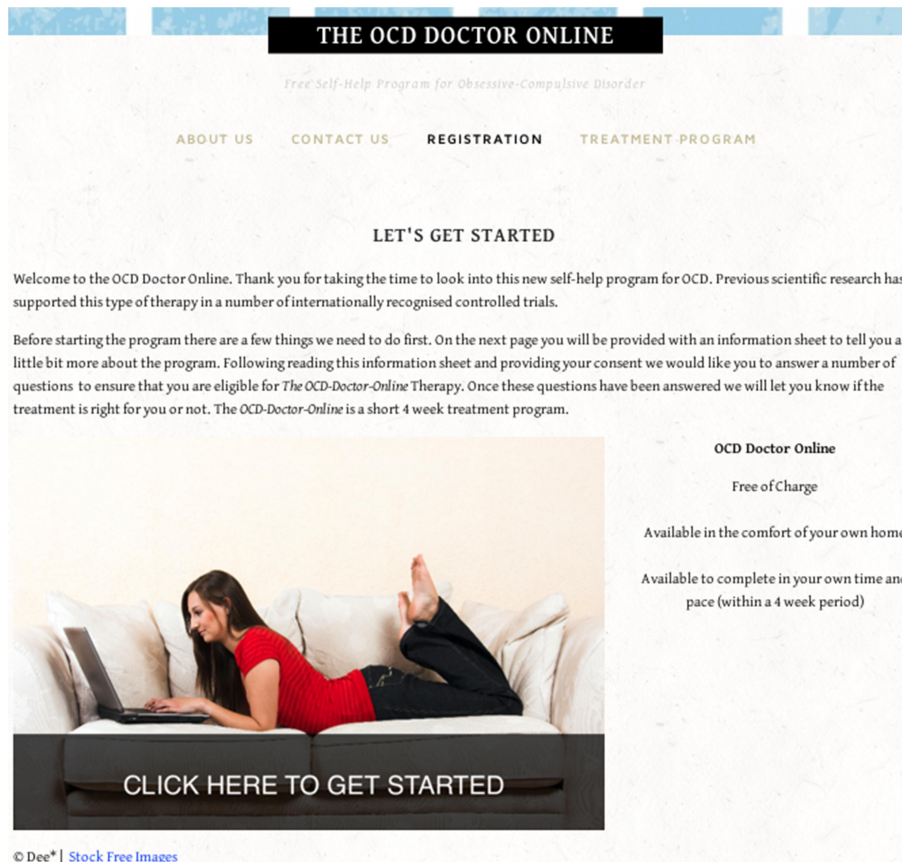 THE OCD DOCTOR ONLINE
Free Self-Help Program for Obsessive-Compulsive Disorder
ABOUT US CONTACT US REGISTRATION TREATMENT PROGRAM
LET'S GET STARTED
Welcome to the OCD Doctor Online. Thank you for taking the time to look into this new self-help program for OCD. Previous scientific research has
supported this type of therapy in a number of internationally recognised controlled trials.
Before starting the program there are a few things we need to do first. On the next page you will be provided with an information sheet to tell you a
little bit more about the program. Following reading this information sheet and providing your consent we would like you to answer a number of
questions to ensure that you are eligible for The OCD-Doctor-Online Therapy. Once these questions have been answered we will let you know if the
treatment is right for you or not. The OCD-Doctor-Online is a short 4 week treatment program.
OCD Doctor Online
Free of Charge
Available in the comfort of your own home
Available to complete in your own time and
pace (within a 4 week period)
CLICK HERE TO GET STARTED
© Dee* | Stock Free Images